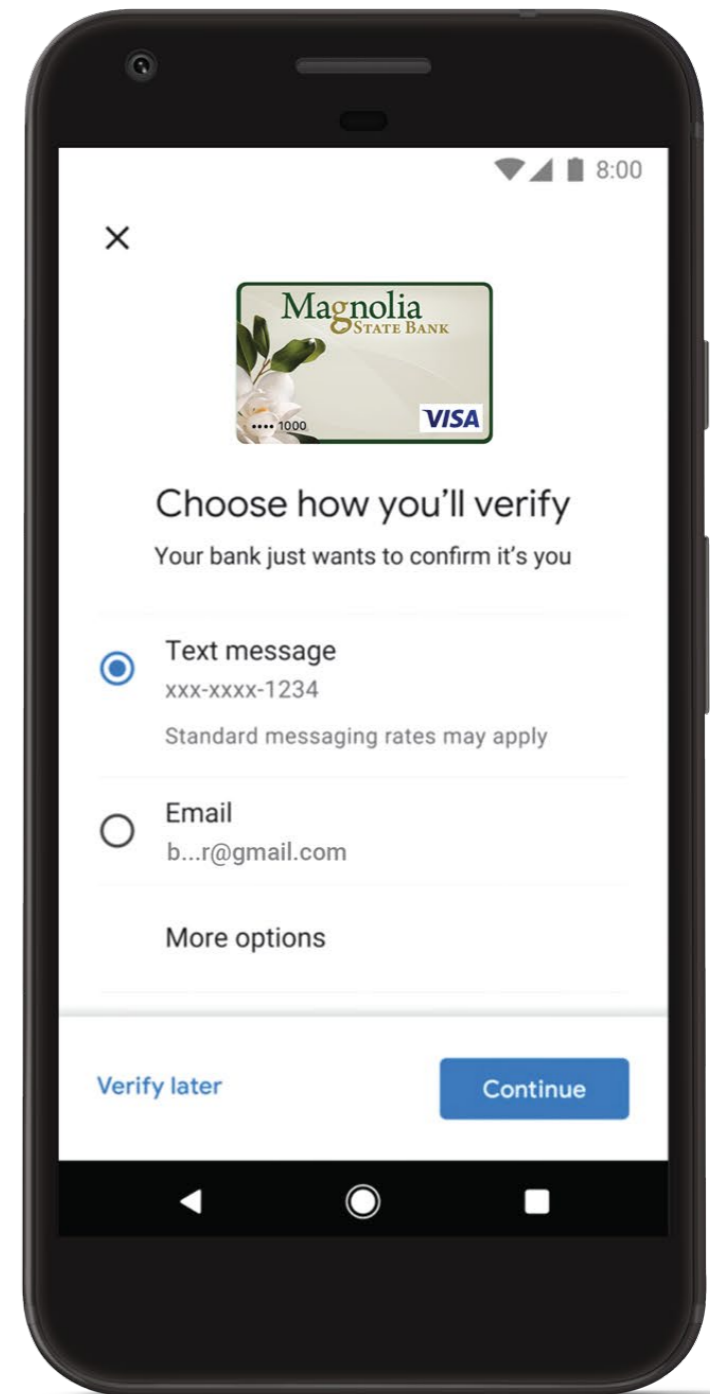 8:00
Magnolia
STATE BANK
•••• 1000
VISA
Choose how you'll verify
Your bank just wants to confirm it's you
Text message
xxx-xxxx-1234
Standard messaging rates may apply
Email
b...r@gmail.com
More options
Verify later
Continue